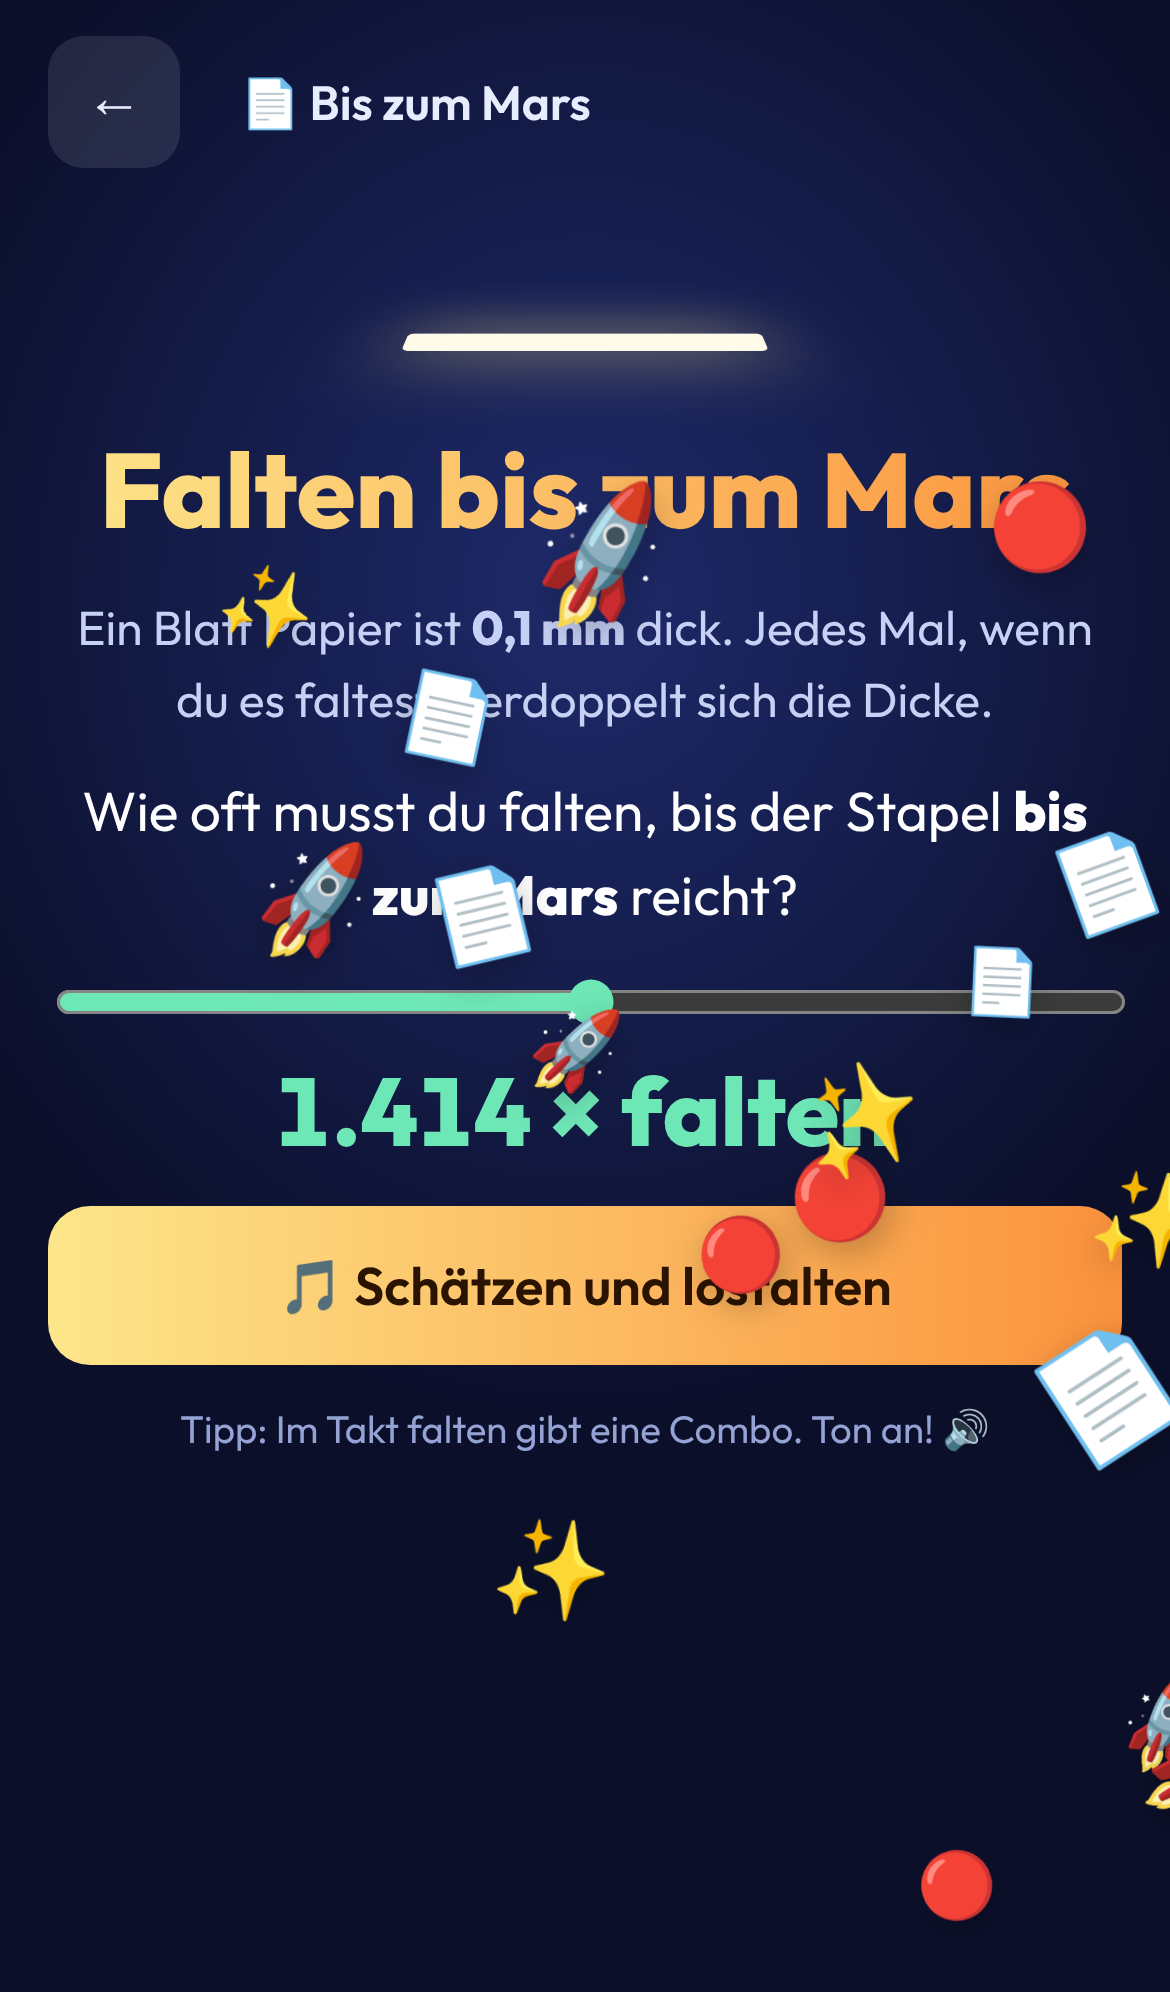 ← Bis zum Mars
Falten bis zum Mars
Ein Blatt Papier ist 0,1 mm dick. Jedes Mal, wenn
du es faltest, verdoppelt sich die Dicke.
Wie oft musst du falten, bis der Stapel bis
zum Mars reicht?
1.414 × falten
Schätzen und losfalten
Tipp: Im Takt falten gibt eine Combo. Ton an!